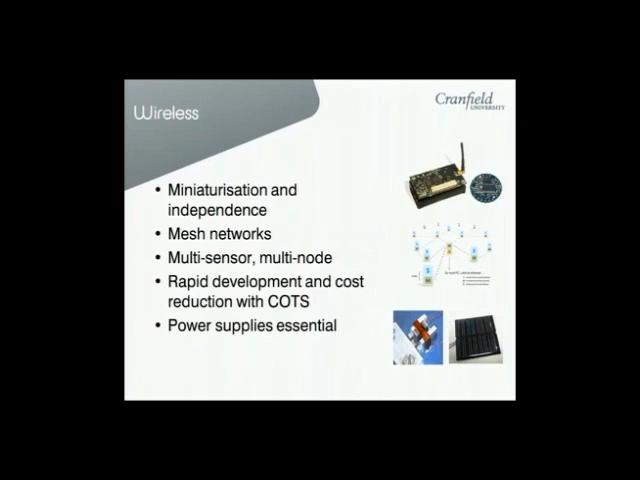 Wireless
Cranfield
UNIVERSITY
• Miniaturisation and
independence
• Mesh networks
• Multi-sensor, multi-node
• Rapid development and cost
reduction with COTS
• Power supplies essential